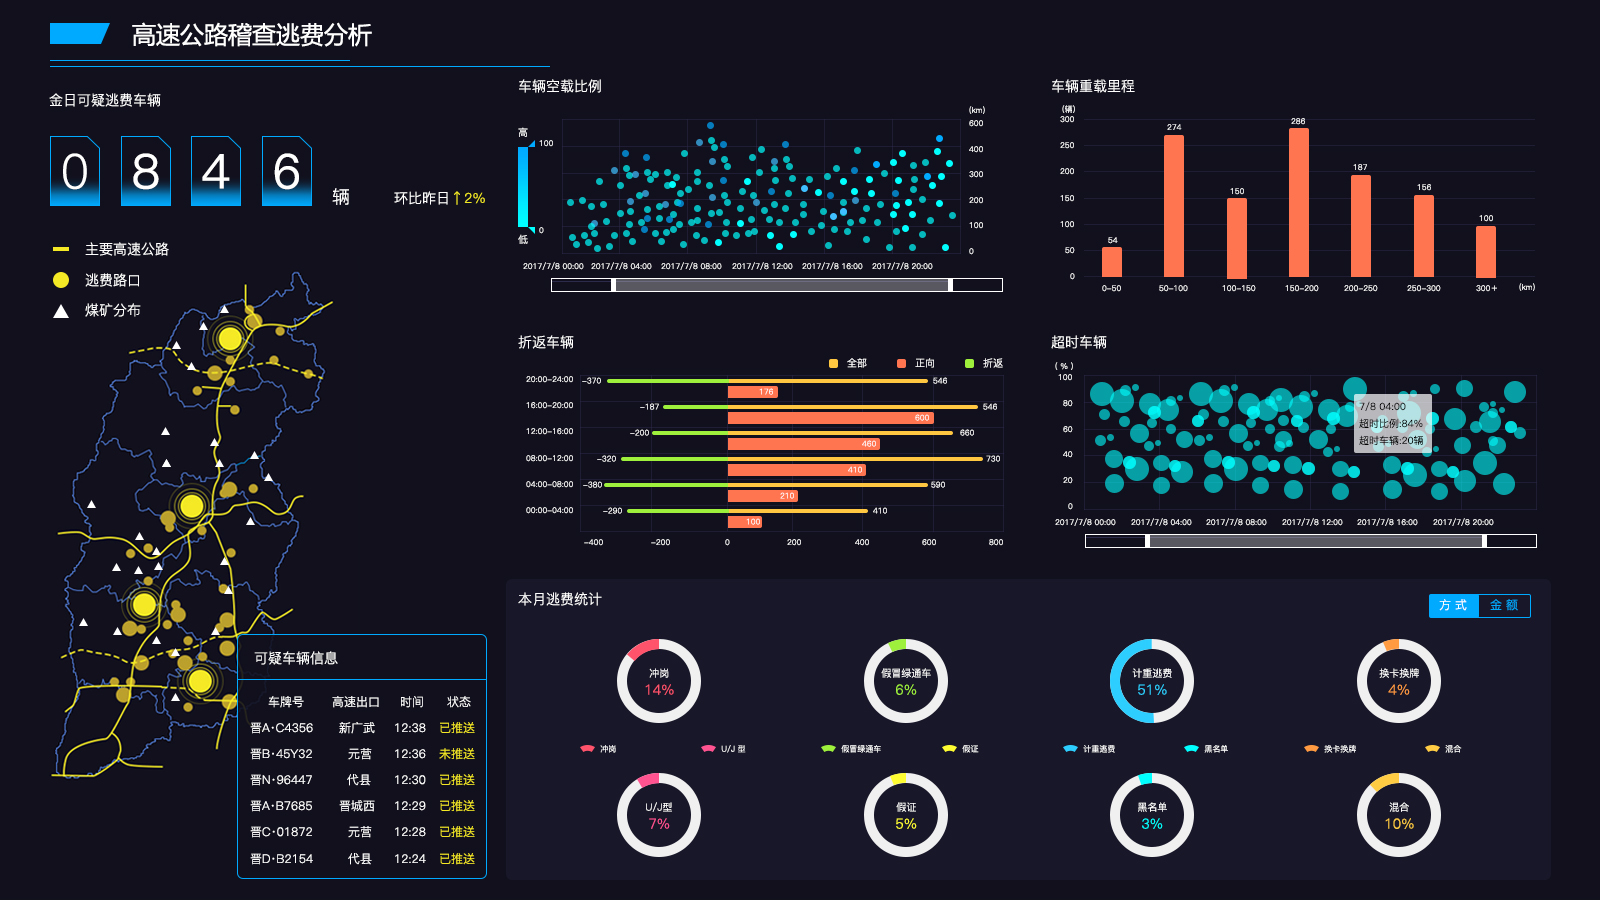 高速公路稽查逃费分析
金日可疑逃费车辆
0 8 4 6 辆
环比昨日↑2%
主要高速公路
逃费路口
煤矿分布
可疑车辆信息
车牌号 高速出口 时间 状态
晋A·C4356 新广武 12:38 已推送
晋B·45Y32 元营 12:36 未推送
晋N·96447 代县 12:30 已推送
晋A·B7685 晋城西 12:29 已推送
晋C·01872 元营 12:28 已推送
晋D·B2154 代县 12:24 已推送
车辆空载比例
高
100
0
低
(km)
600
400
300
200
100
0
2017/7/8 00:00 2017/7/8 04:00 2017/7/8 08:00 2017/7/8 12:00 2017/7/8 16:00 2017/7/8 20:00
车辆重载里程
(辆)
300
250
200
150
100
50
0
54 274 150 286 187 156 100
0-50 50-100 100-150 150-200 200-250 250-300 300+ (km)
折返车辆
全部 正向 折返
20:00-24:00 -370 546
176
16:00-20:00 -187 546
600
12:00-16:00 -200 660
460
08:00-12:00 -320 730
410
04:00-08:00 -380 590
210
00:00-04:00 -290 410
100
-400 -200 0 200 400 600 800
超时车辆
(%)
100
80
60
40
20
0
7/8 04:00
超时比例:84%
超时车辆:20辆
2017/7/8 00:00 2017/7/8 04:00 2017/7/8 08:00 2017/7/8 12:00 2017/7/8 16:00 2017/7/8 20:00
本月逃费统计
方式 金额
冲岗
14%
假冒绿通车
6%
计重逃费
51%
换卡换牌
4%
冲岗 U/J 型 假冒绿通车 假证 计重逃费 黑名单 换卡换牌 混合
U/J型
7%
假证
5%
黑名单
3%
混合
10%